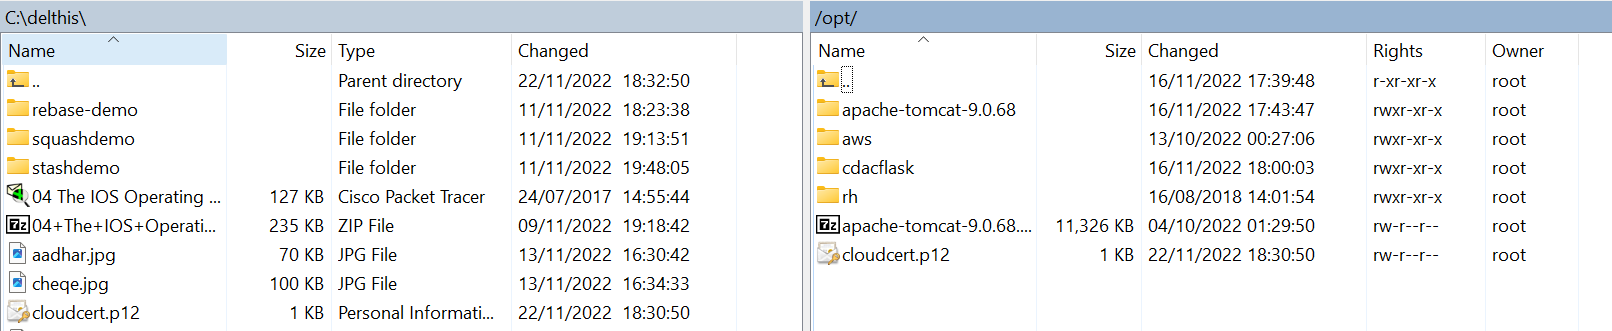 C:\delthis\
Name Size Type Changed
.. Parent directory 22/11/2022 18:32:50
rebase-demo File folder 11/11/2022 18:23:38
squashdemo File folder 11/11/2022 19:13:51
stashdemo File folder 11/11/2022 19:48:05
04 The IOS Operating ... 127 KB Cisco Packet Tracer 24/07/2017 14:55:44
04+The+IOS+Operati... 235 KB ZIP File 09/11/2022 19:18:42
aadhar.jpg 70 KB JPG File 13/11/2022 16:30:42
cheqe.jpg 100 KB JPG File 13/11/2022 16:34:33
cloudcert.p12 1 KB Personal Informati... 22/11/2022 18:30:50
/opt/
Name Size Changed Rights Owner
.. 16/11/2022 17:39:48 r-xr-xr-x root
apache-tomcat-9.0.68 16/11/2022 17:43:47 rwxr-xr-x root
aws 13/10/2022 00:27:06 rwxr-xr-x root
cdacflask 16/11/2022 18:00:03 rwxr-xr-x root
rh 16/08/2018 14:01:54 rwxr-xr-x root
7z apache-tomcat-9.0.68.... 11,326 KB 04/10/2022 01:29:50 rw-r--r-- root
cloudcert.p12 1 KB 22/11/2022 18:30:50 rw-r--r-- root